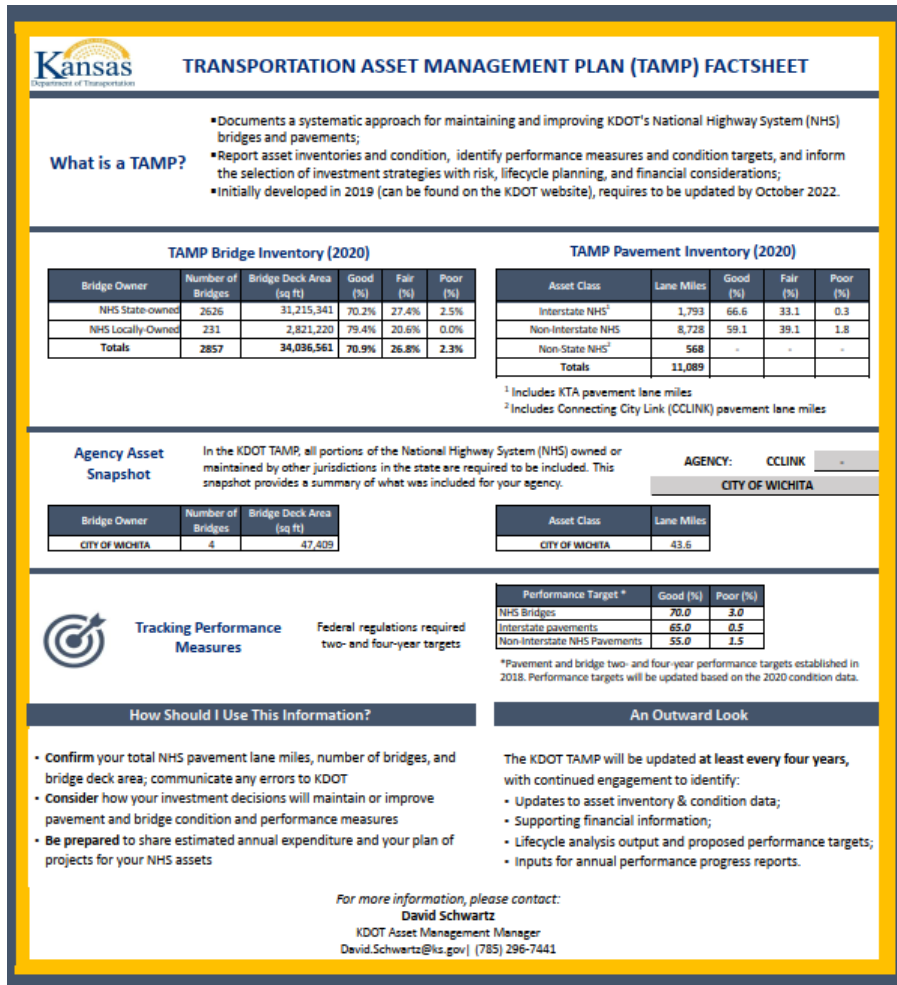 Kansas
Department of Transportation
TRANSPORTATION ASSET MANAGEMENT PLAN (TAMP) FACTSHEET
What is a TAMP?
▪Documents a systematic approach for maintaining and improving KDOT's National Highway System (NHS)
bridges and pavements;
▪Report asset inventories and condition, identify performance measures and condition targets, and inform
the selection of investment strategies with risk, lifecycle planning, and financial considerations;
▪Initially developed in 2019 (can be found on the KDOT website), requires to be updated by October 2022.
TAMP Bridge Inventory (2020)
Bridge Owner Number of Bridges Bridge Deck Area (sq ft) Good (%) Fair (%) Poor (%)
NHS State-owned 2626 31,215,341 70.2% 27.4% 2.5%
NHS Locally-Owned 231 2,821,220 79.4% 20.6% 0.0%
Totals 2857 34,036,561 70.9% 26.8% 2.3%
TAMP Pavement Inventory (2020)
Asset Class Lane Miles Good (%) Fair (%) Poor (%)
Interstate NHS¹ 1,793 66.6 33.1 0.3
Non-Interstate NHS 8,728 59.1 39.1 1.8
Non-State NHS² 568 - - -
Totals 11,089
¹ Includes KTA pavement lane miles
² Includes Connecting City Link (CCLINK) pavement lane miles
Agency Asset
Snapshot
In the KDOT TAMP, all portions of the National Highway System (NHS) owned or
maintained by other jurisdictions in the state are required to be included. This
snapshot provides a summary of what was included for your agency.
AGENCY: CCLINK -
CITY OF WICHITA
Bridge Owner Number of Bridges Bridge Deck Area (sq ft)
CITY OF WICHITA 4 47,409
Asset Class Lane Miles
CITY OF WICHITA 43.6
Tracking Performance
Measures
Federal regulations required
two- and four-year targets
Performance Target * Good (%) Poor (%)
NHS Bridges 70.0 3.0
Interstate pavements 65.0 0.5
Non-Interstate NHS Pavements 55.0 1.5
*Pavement and bridge two- and four-year performance targets established in
2018. Performance targets will be updated based on the 2020 condition data.
How Should I Use This Information?
• Confirm your total NHS pavement lane miles, number of bridges, and
bridge deck area; communicate any errors to KDOT
• Consider how your investment decisions will maintain or improve
pavement and bridge condition and performance measures
• Be prepared to share estimated annual expenditure and your plan of
projects for your NHS assets
An Outward Look
The KDOT TAMP will be updated at least every four years,
with continued engagement to identify:
• Updates to asset inventory & condition data;
• Supporting financial information;
• Lifecycle analysis output and proposed performance targets;
• Inputs for annual performance progress reports.
For more information, please contact:
David Schwartz
KDOT Asset Management Manager
David.Schwartz@ks.gov| (785) 296-7441